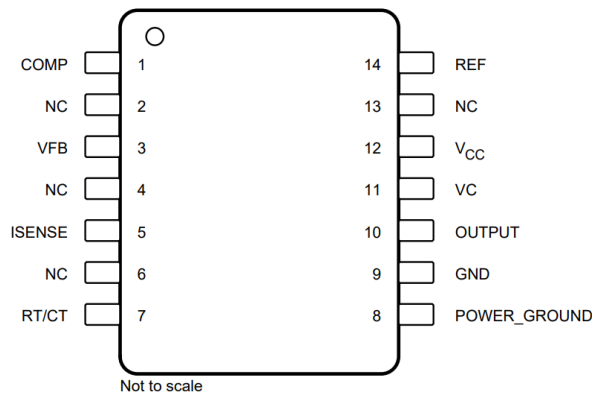 COMP 1 14 REF
NC 2 13 NC
VFB 3 12 VCC
NC 4 11 VC
ISENSE 5 10 OUTPUT
NC 6 9 GND
RT/CT 7 8 POWER_GROUND
Not to scale